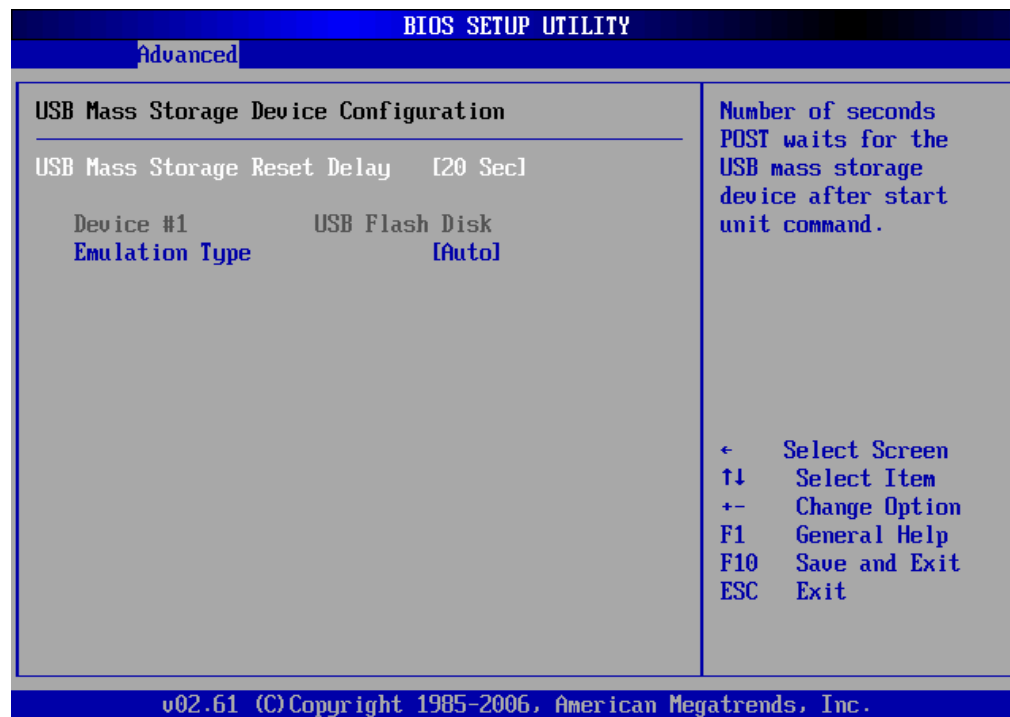 BIOS SETUP UTILITY
Advanced
USB Mass Storage Device Configuration
USB Mass Storage Reset Delay [20 Sec]
Device #1 USB Flash Disk
Emulation Type [Auto]
Number of seconds
POST waits for the
USB mass storage
device after start
unit command.
← Select Screen
↑↓ Select Item
+- Change Option
F1 General Help
F10 Save and Exit
ESC Exit
v02.61 (C)Copyright 1985-2006, American Megatrends, Inc.